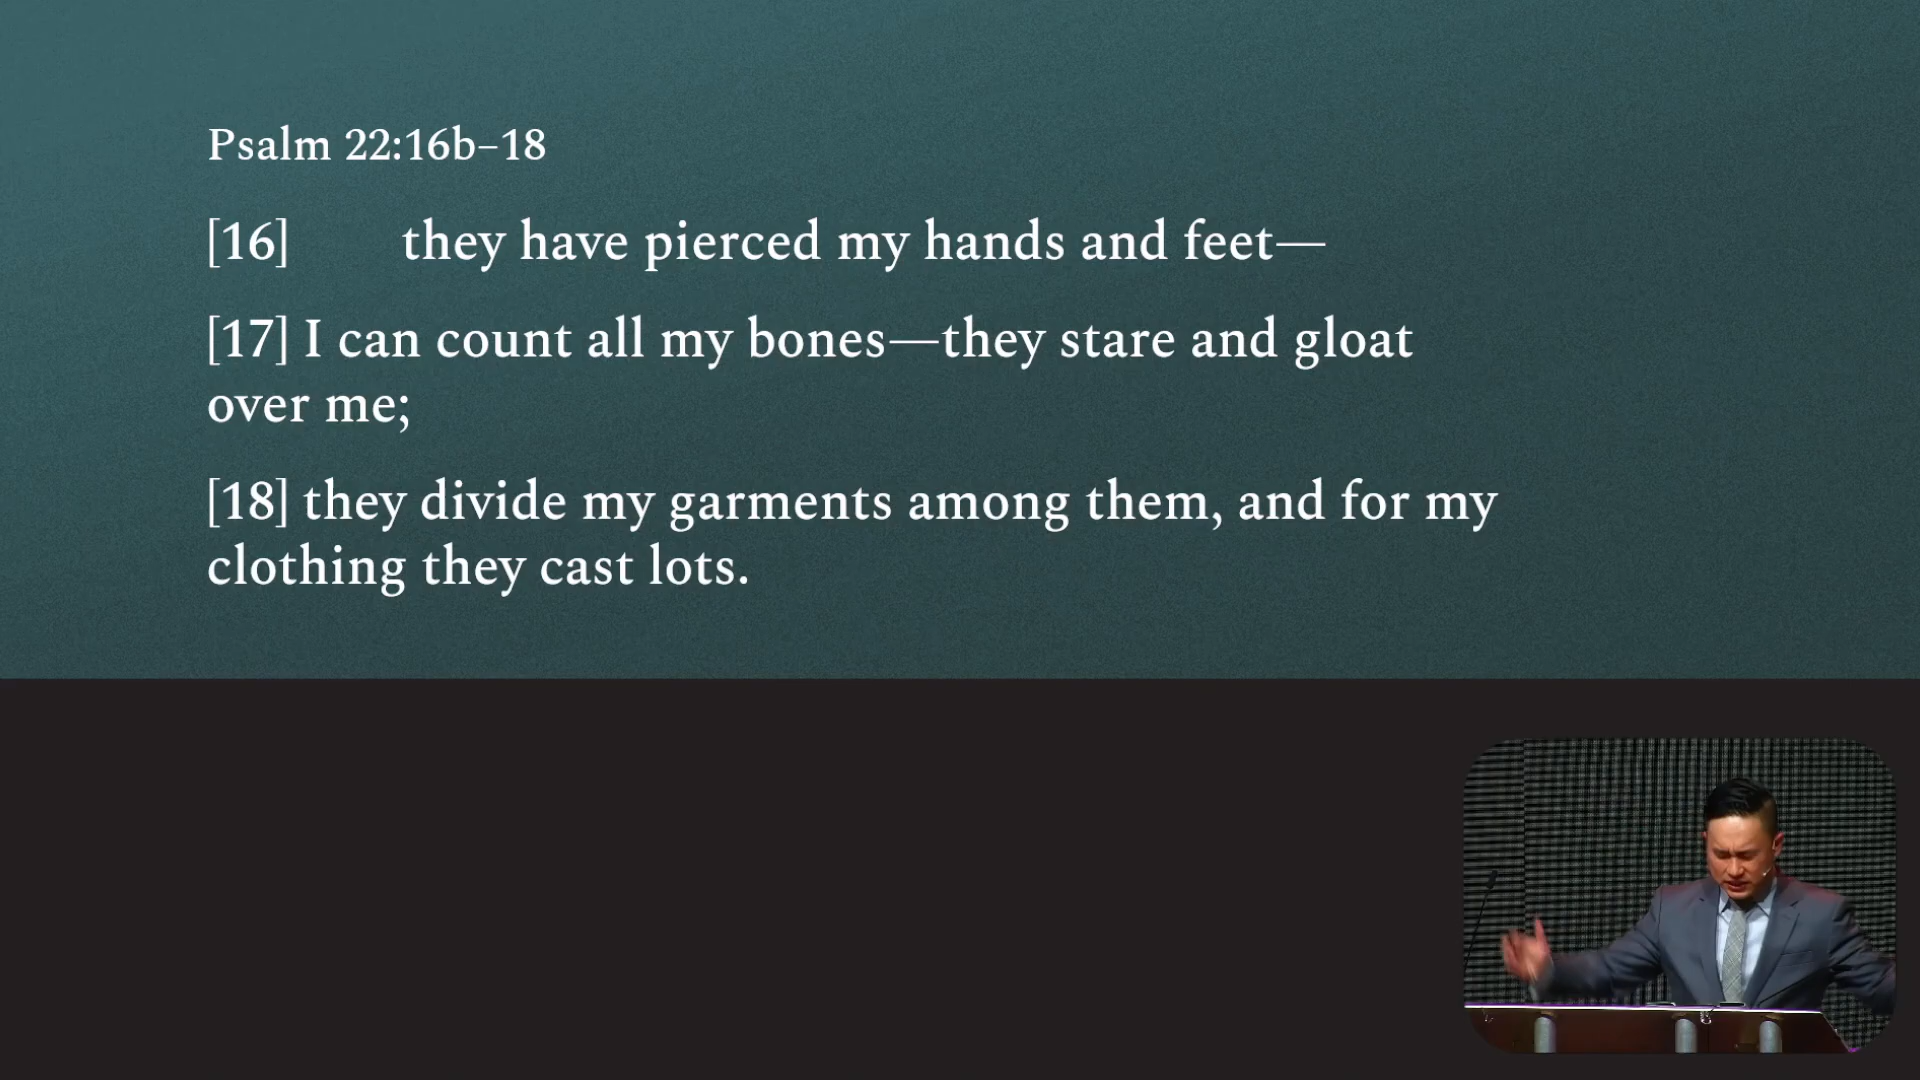 Psalm 22:16b–18
[16] they have pierced my hands and feet—
[17] I can count all my bones—they stare and gloat
over me;
[18] they divide my garments among them, and for my
clothing they cast lots.